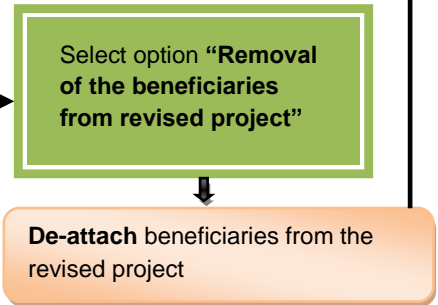 Select option “Removal
of the beneficiaries
from revised project”
De-attach beneficiaries from the
revised project